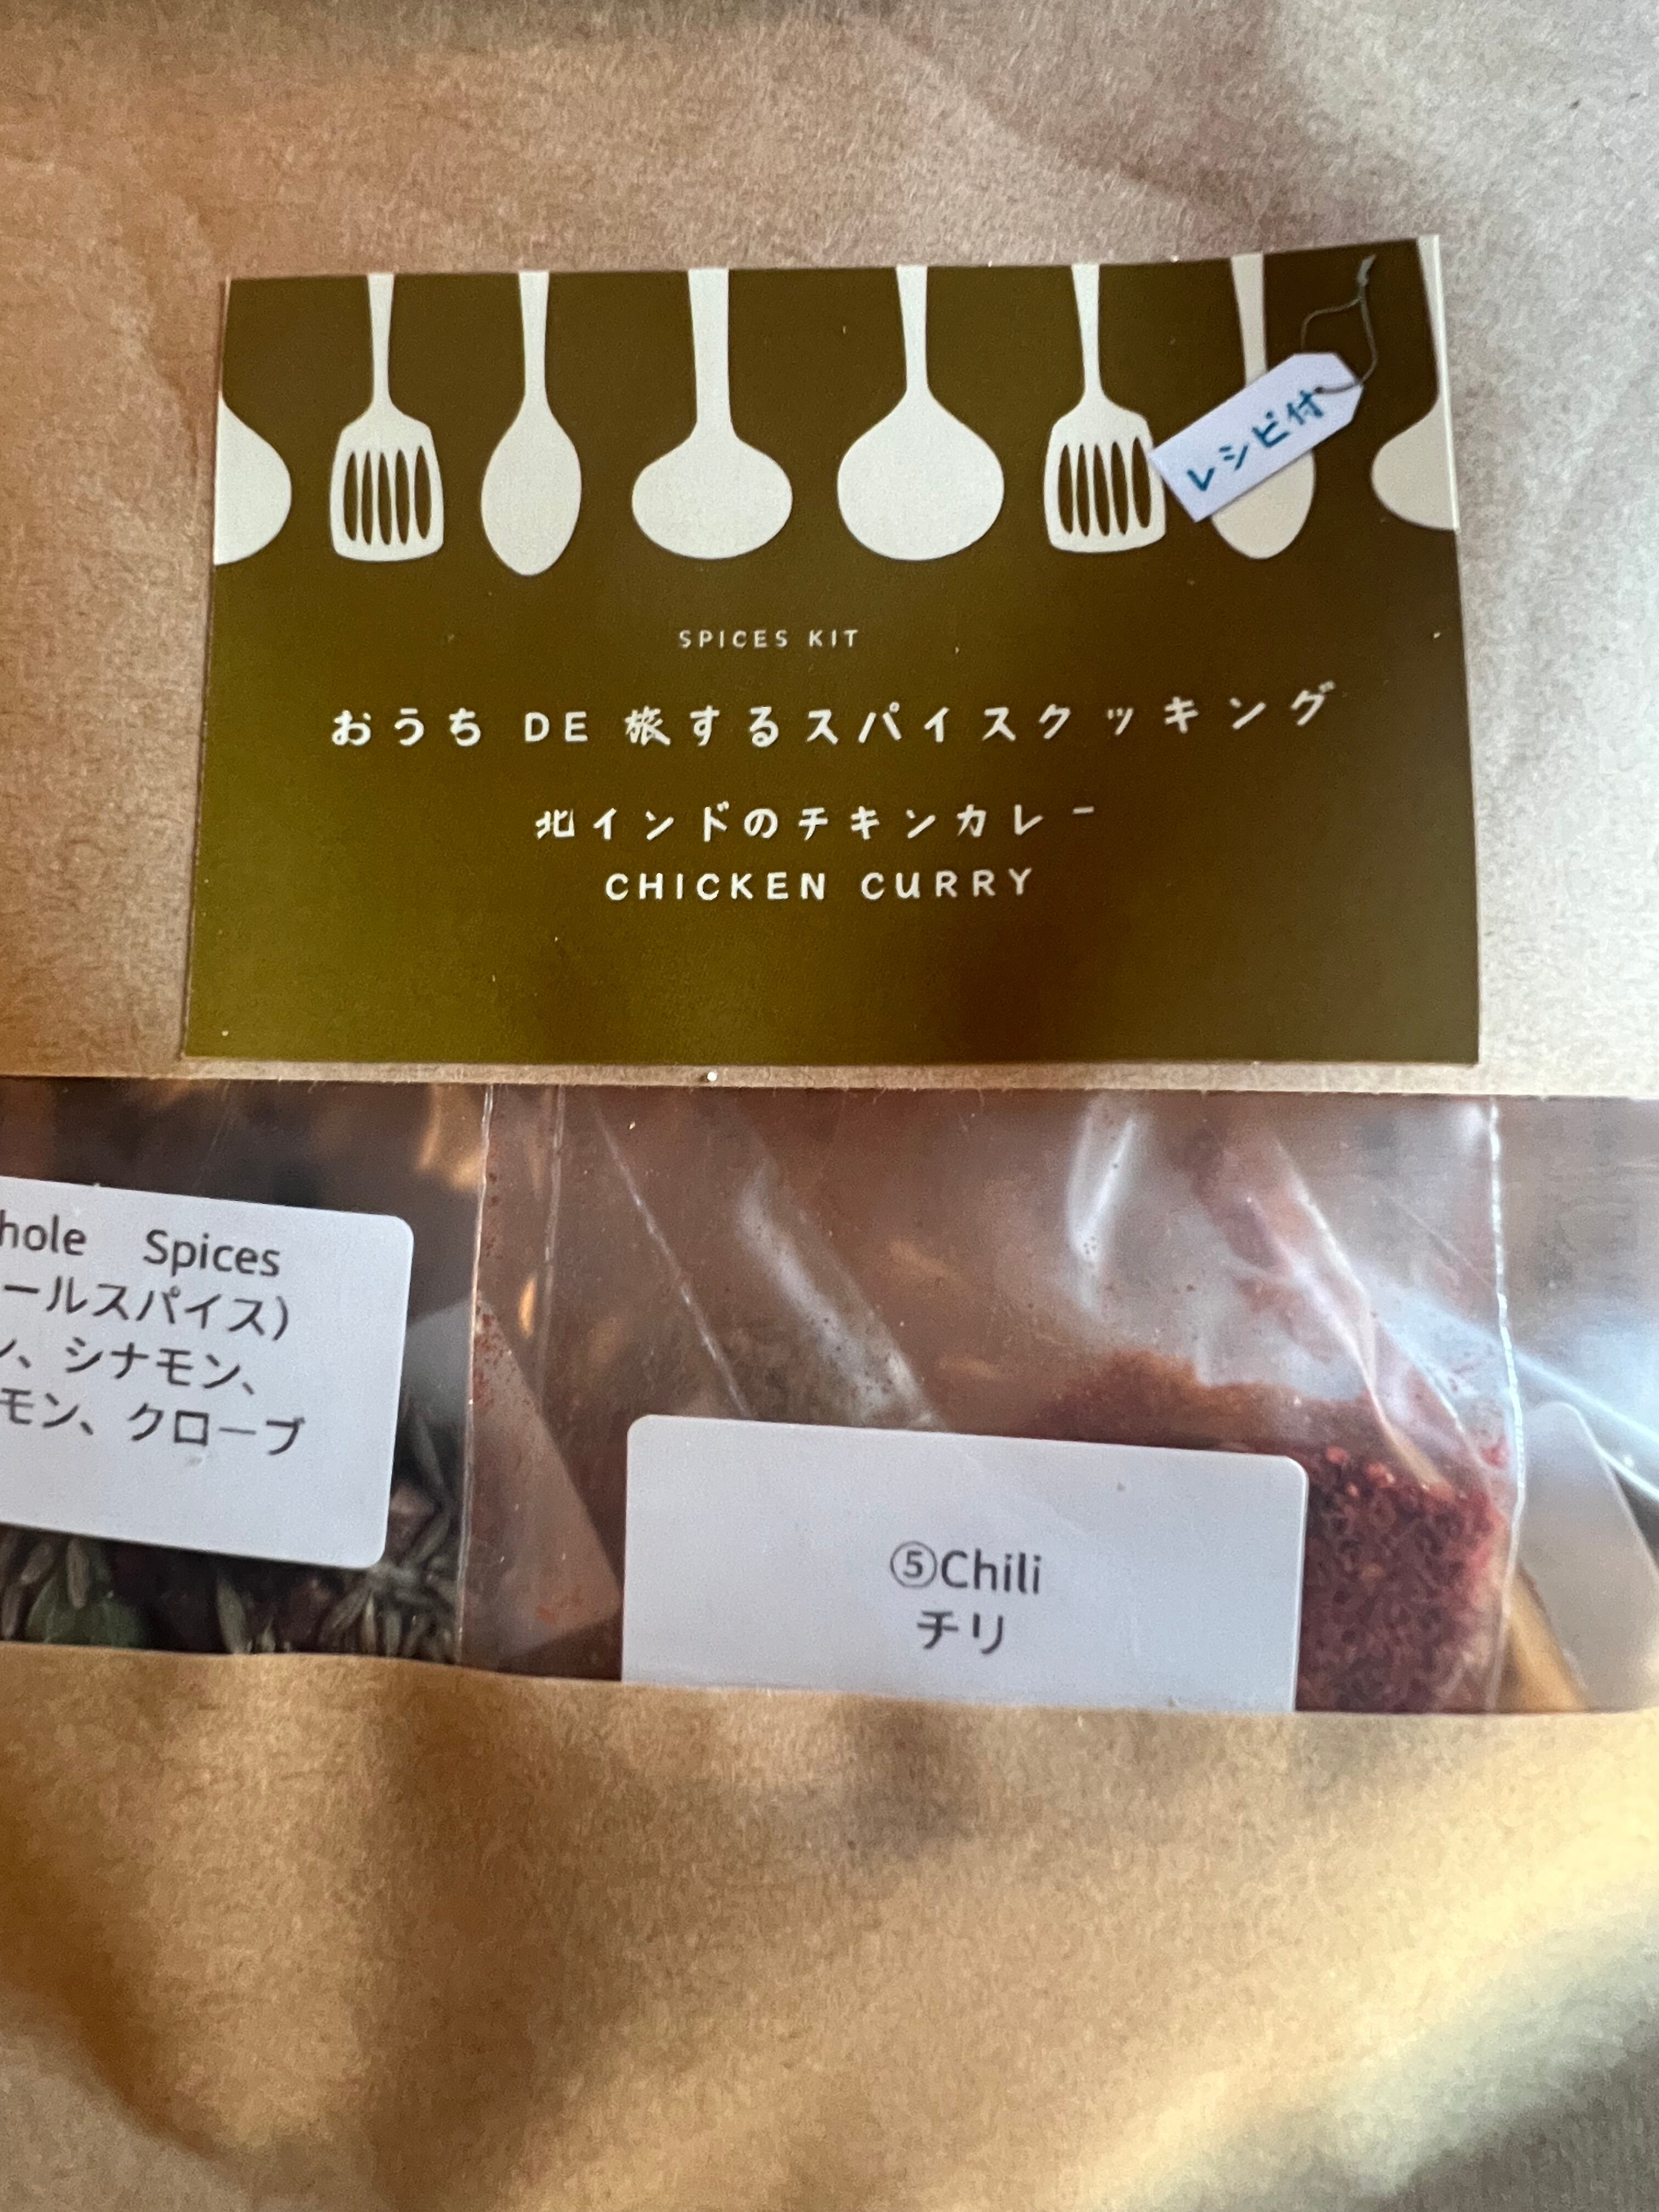 レシピ付
SPICES KIT
おうち DE 旅するスパイスクッキング
北インドのチキンカレー
CHICKEN CURRY
hole Spices
ールスパイス）
ン、シナモン、
モン、クローブ
⑤Chili
チリ